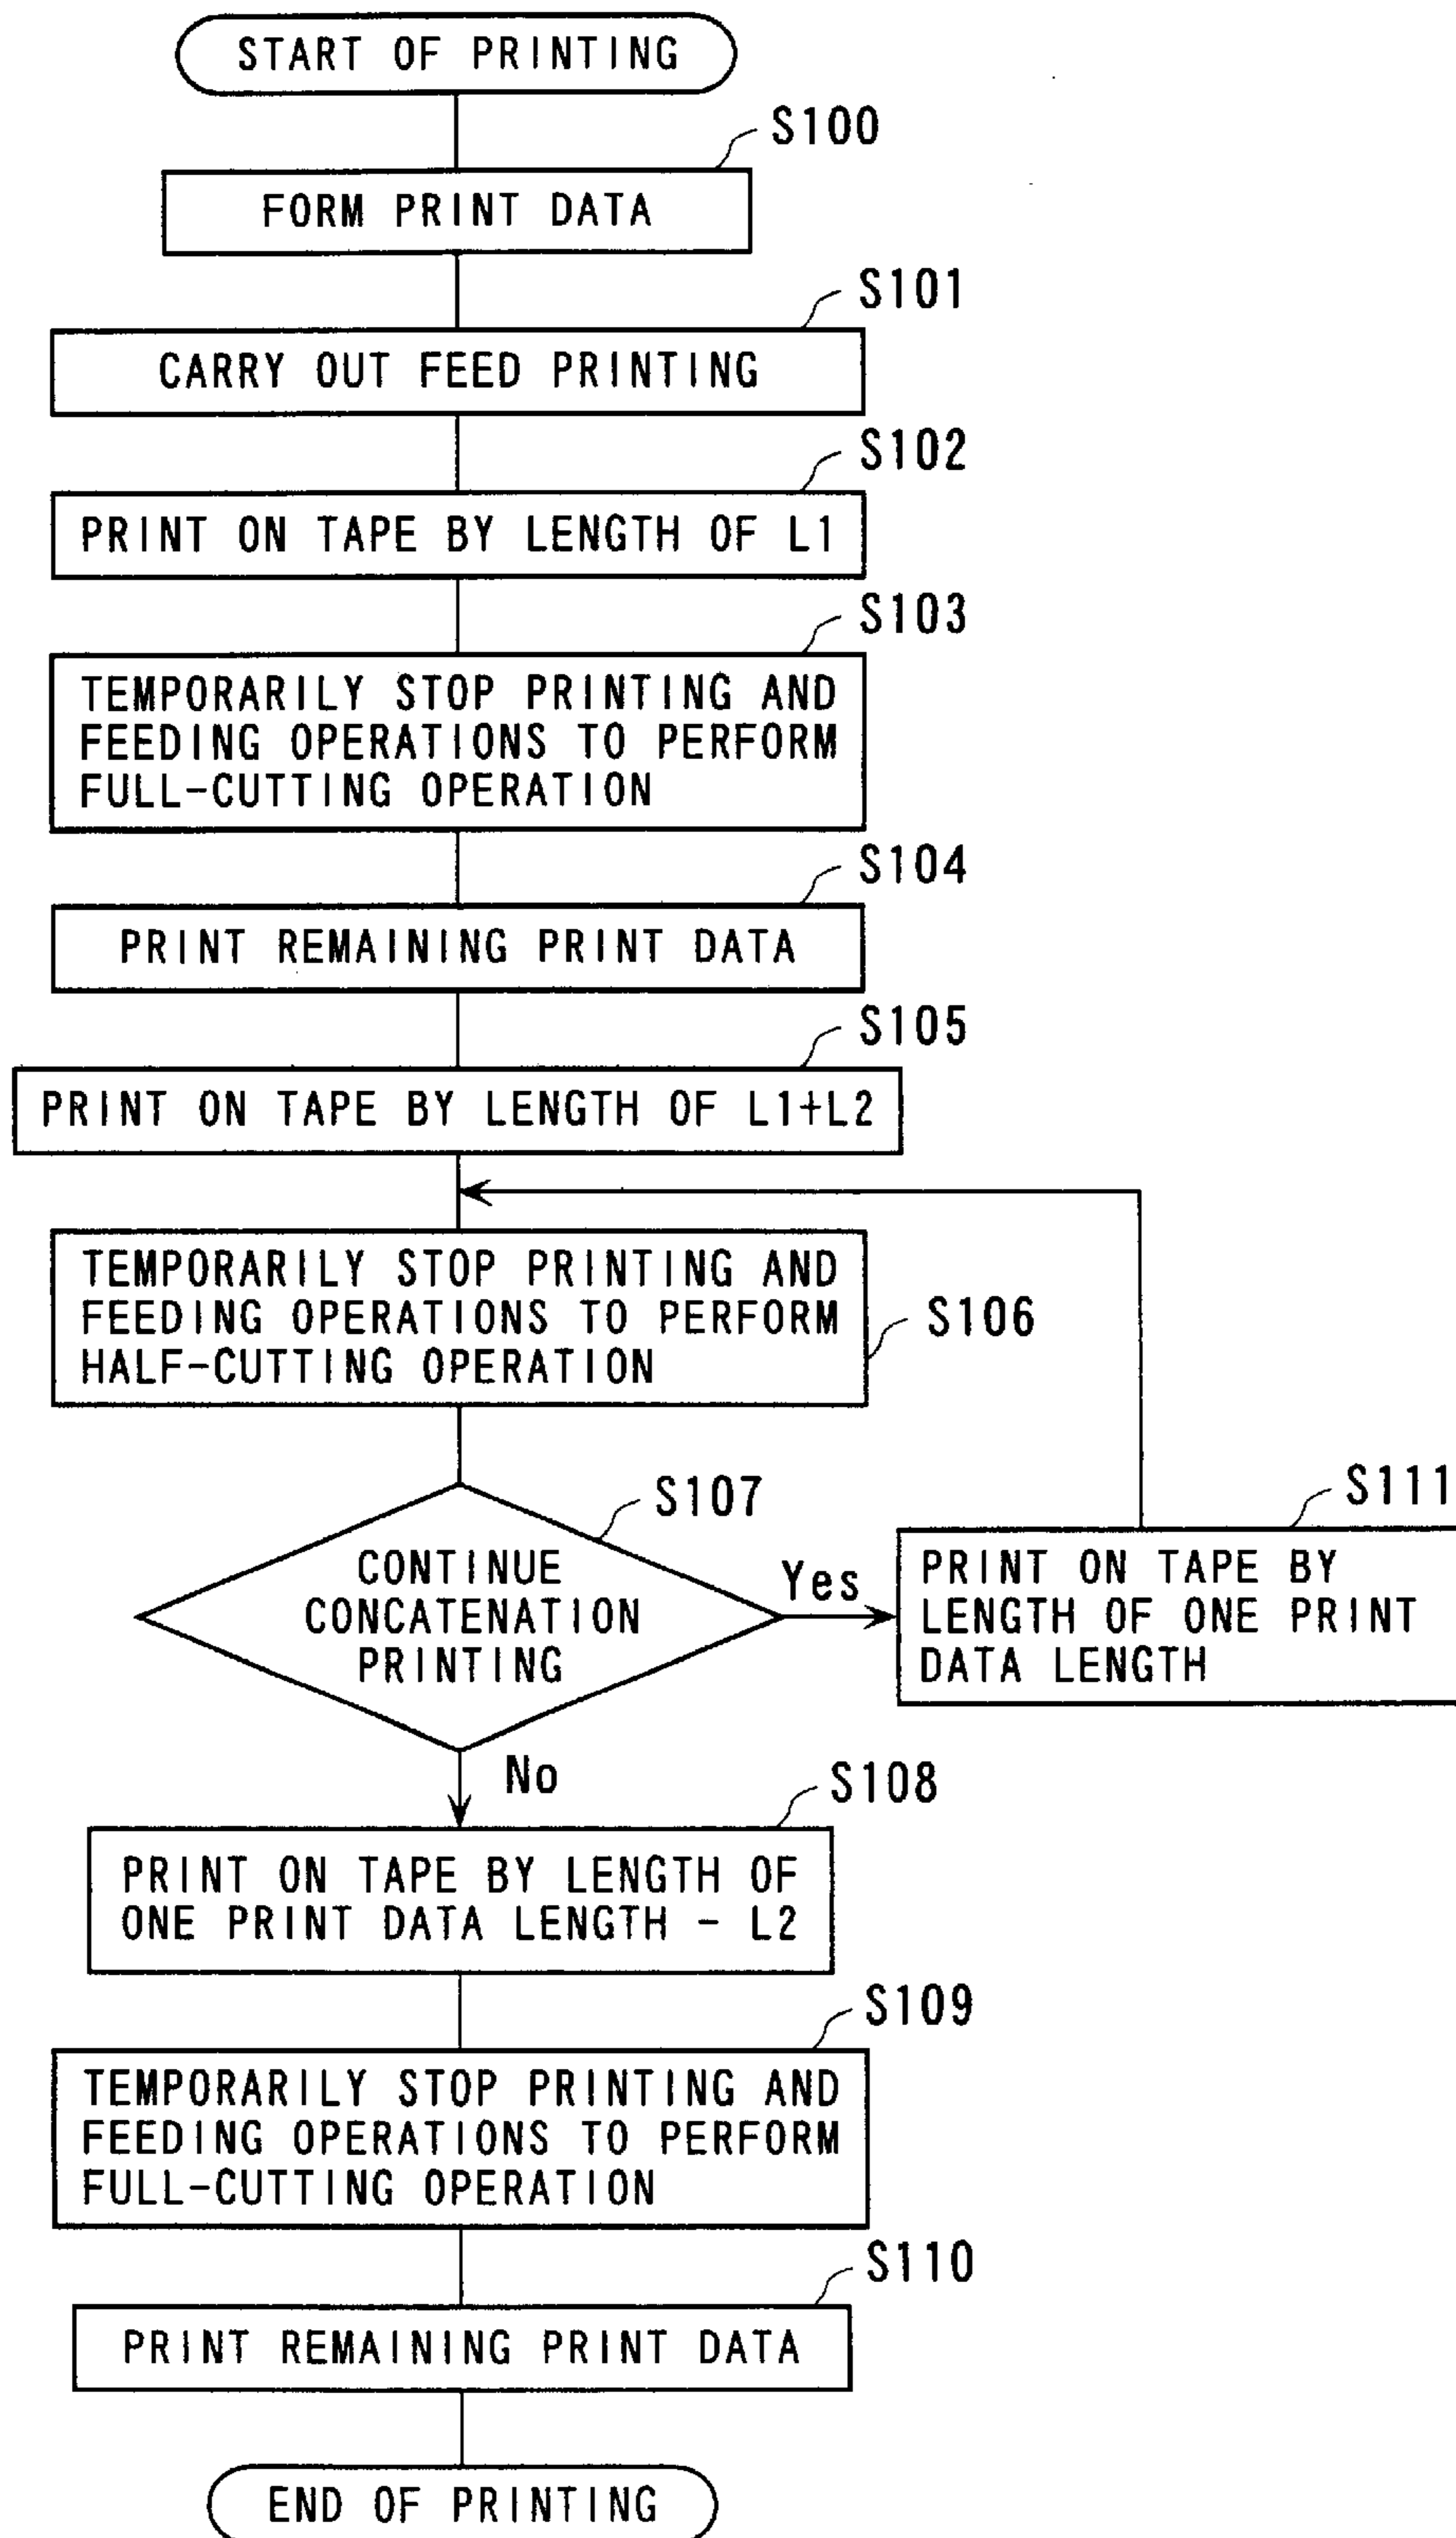 START OF PRINTING
S100
FORM PRINT DATA
S101
CARRY OUT FEED PRINTING
S102
PRINT ON TAPE BY LENGTH OF L1
S103
TEMPORARILY STOP PRINTING AND
FEEDING OPERATIONS TO PERFORM
FULL-CUTTING OPERATION
S104
PRINT REMAINING PRINT DATA
S105
PRINT ON TAPE BY LENGTH OF L1+L2
TEMPORARILY STOP PRINTING AND
FEEDING OPERATIONS TO PERFORM
HALF-CUTTING OPERATION
S106
S107
CONTINUE
CONCATENATION
PRINTING
Yes
S111
PRINT ON TAPE BY
LENGTH OF ONE PRINT
DATA LENGTH
No
S108
PRINT ON TAPE BY LENGTH OF
ONE PRINT DATA LENGTH - L2
S109
TEMPORARILY STOP PRINTING AND
FEEDING OPERATIONS TO PERFORM
FULL-CUTTING OPERATION
S110
PRINT REMAINING PRINT DATA
END OF PRINTING